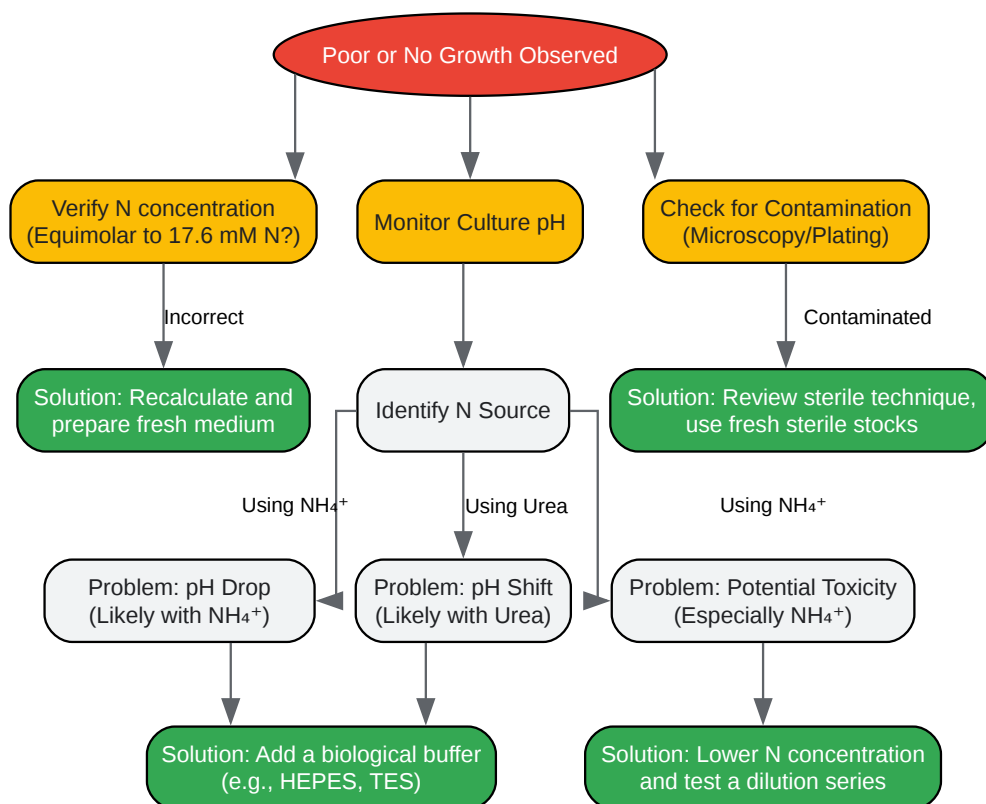 Poor or No Growth Observed
Verify N concentration
(Equimolar to 17.6 mM N?)
Monitor Culture pH
Check for Contamination
(Microscopy/Plating)
Incorrect
Contaminated
Solution: Recalculate and
prepare fresh medium
Identify N Source
Solution: Review sterile technique,
use fresh sterile stocks
Using NH₄⁺
Using Urea
Using NH₄⁺
Problem: pH Drop
(Likely with NH₄⁺)
Problem: pH Shift
(Likely with Urea)
Problem: Potential Toxicity
(Especially NH₄⁺)
Solution: Add a biological buffer
(e.g., HEPES, TES)
Solution: Lower N concentration
and test a dilution series